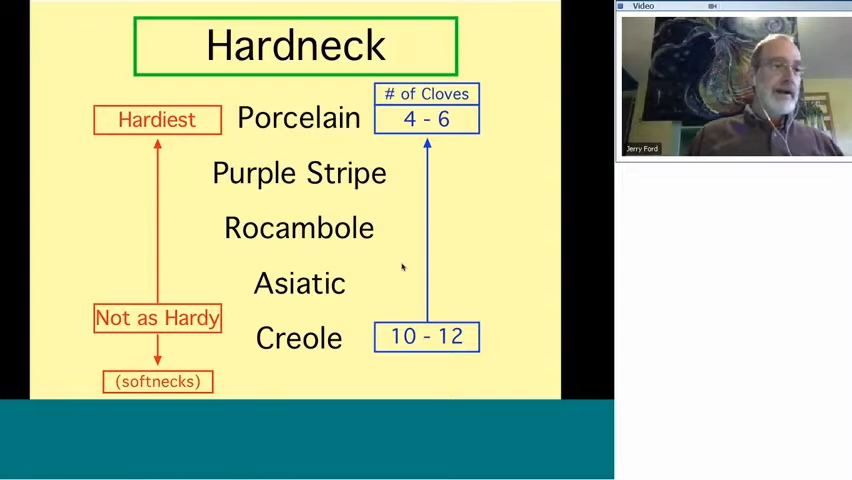 Hardneck
# of Cloves
Hardiest
Porcelain
4 - 6
Purple Stripe
Rocambole
Asiatic
Not as Hardy
Creole
10 - 12
(softnecks)
Video
Jerry Ford